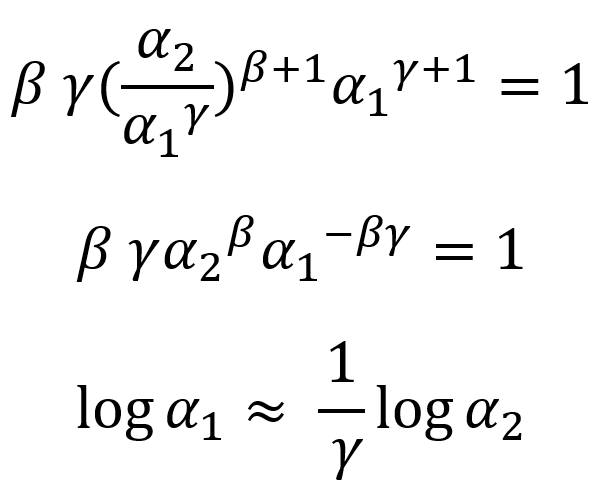 β γ(α₂/α₁^γ)^(β+1) α₁^(γ+1) = 1
β γα₂^β α₁^(−βγ) = 1
log α₁ ≈ 1/γ log α₂